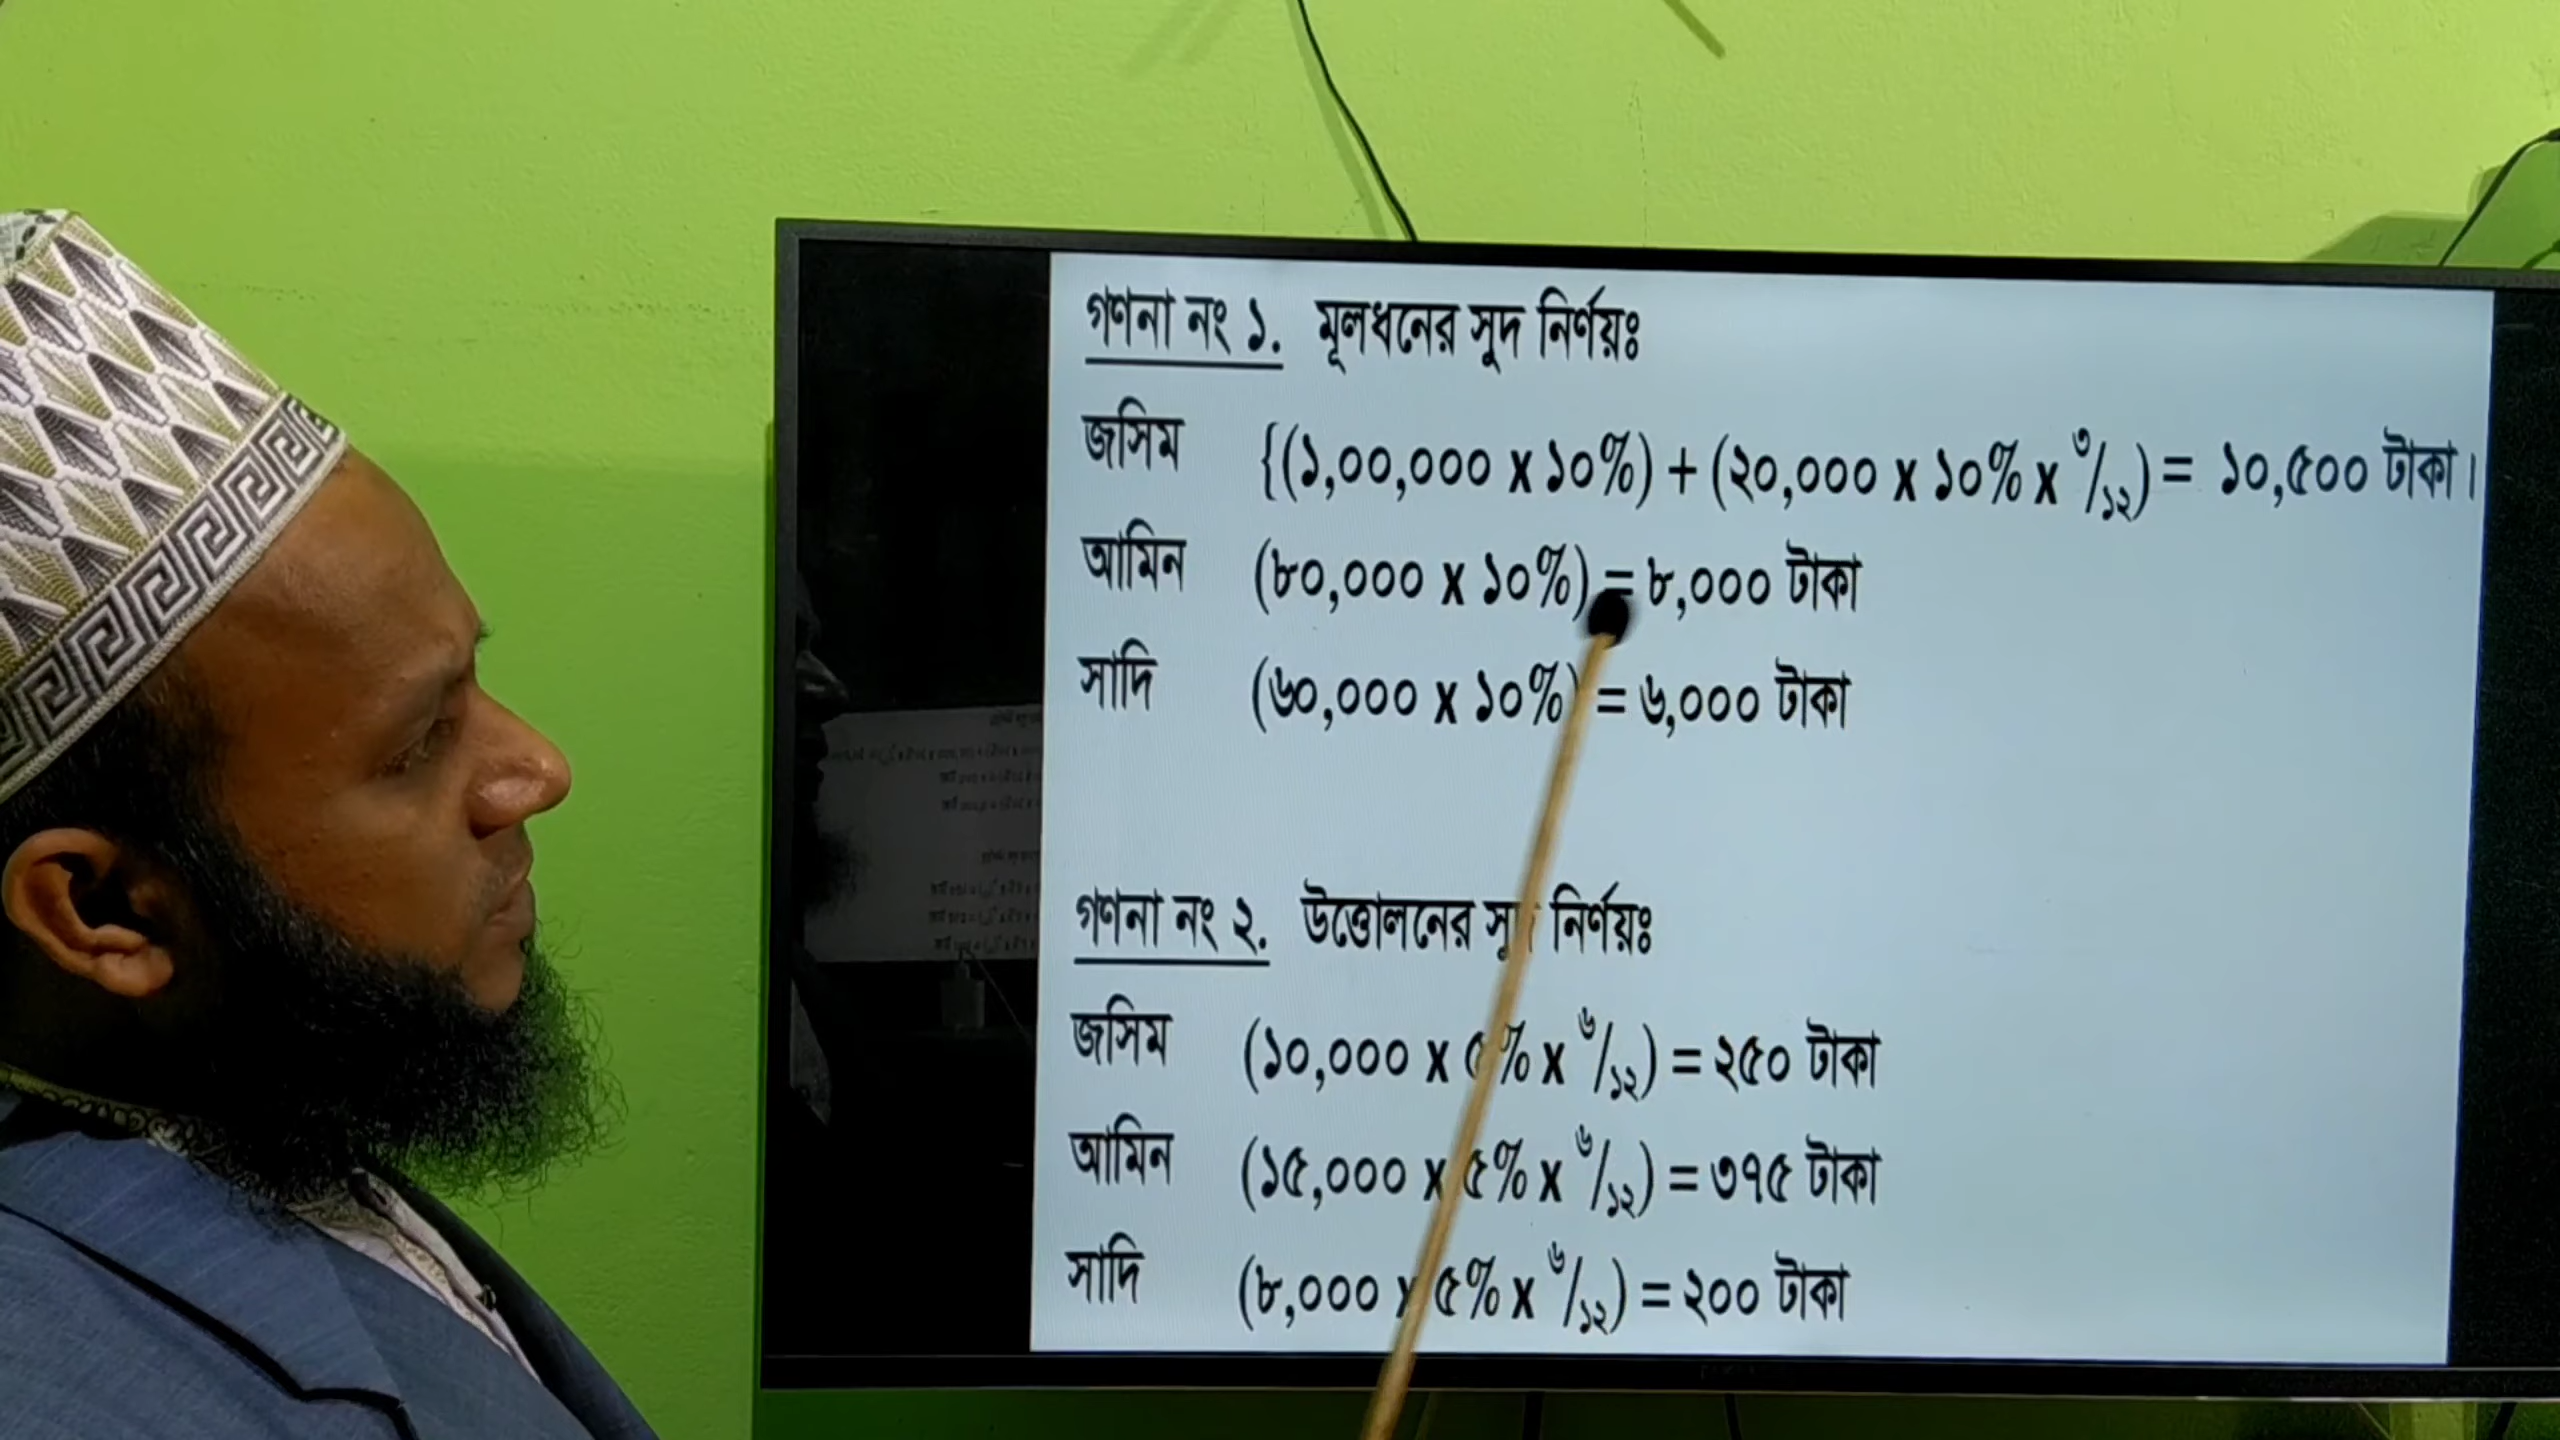 গণনা নং ১. মূলধনের সুদ নির্ণয়ঃ
জসিম {(১,০০,০০০ x ১০%) + (২০,০০০ x ১০% x ৩/১২) = ১০,৫০০ টাকা।
আমিন (৮০,০০০ x ১০%) = ৮,০০০ টাকা
সাদি (৬০,০০০ x ১০%) = ৬,০০০ টাকা
গণনা নং ২. উত্তোলনের সুদ নির্ণয়ঃ
জসিম (১০,০০০ x ৫% x ৬/১২) = ২৫০ টাকা
আমিন (১৫,০০০ x ৫% x ৬/১২) = ৩৭৫ টাকা
সাদি (৮,০০০ x ৫% x ৬/১২) = ২০০ টাকা